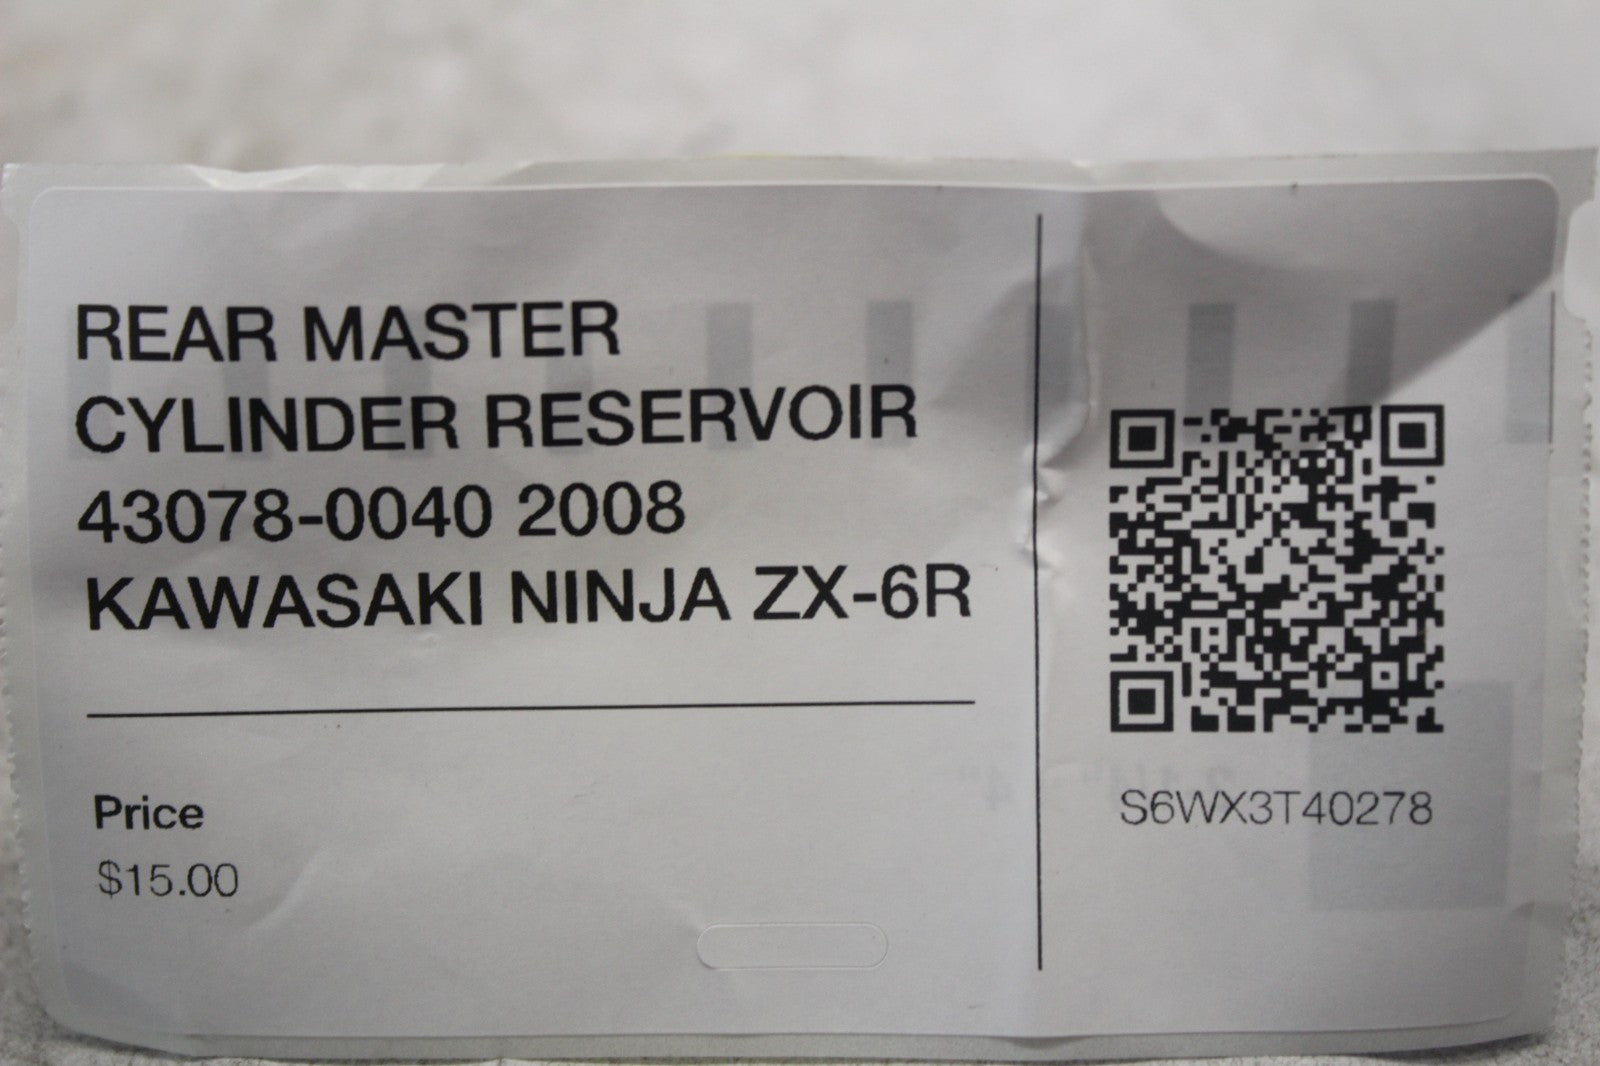 REAR MASTER
CYLINDER RESERVOIR
43078-0040 2008
KAWASAKI NINJA ZX-6R
Price
$15.00
S6WX3T40278